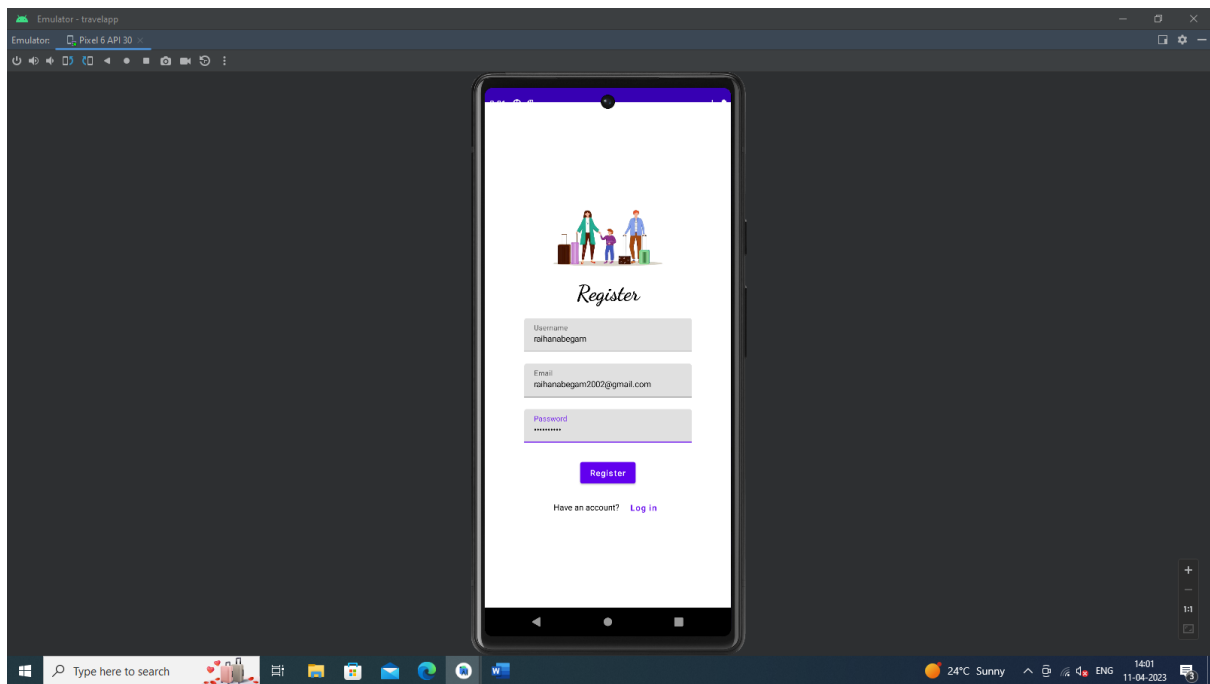 Emulator - travelapp
Emulator: Pixel 6 API 30
Register
Username
raihanabegam
Email
raihanabegam2002@gmail.com
Password
••••••••••
Register
Have an account? Log in
1:1
Type here to search
W
24°C Sunny
ENG
14:01
11-04-2023
3